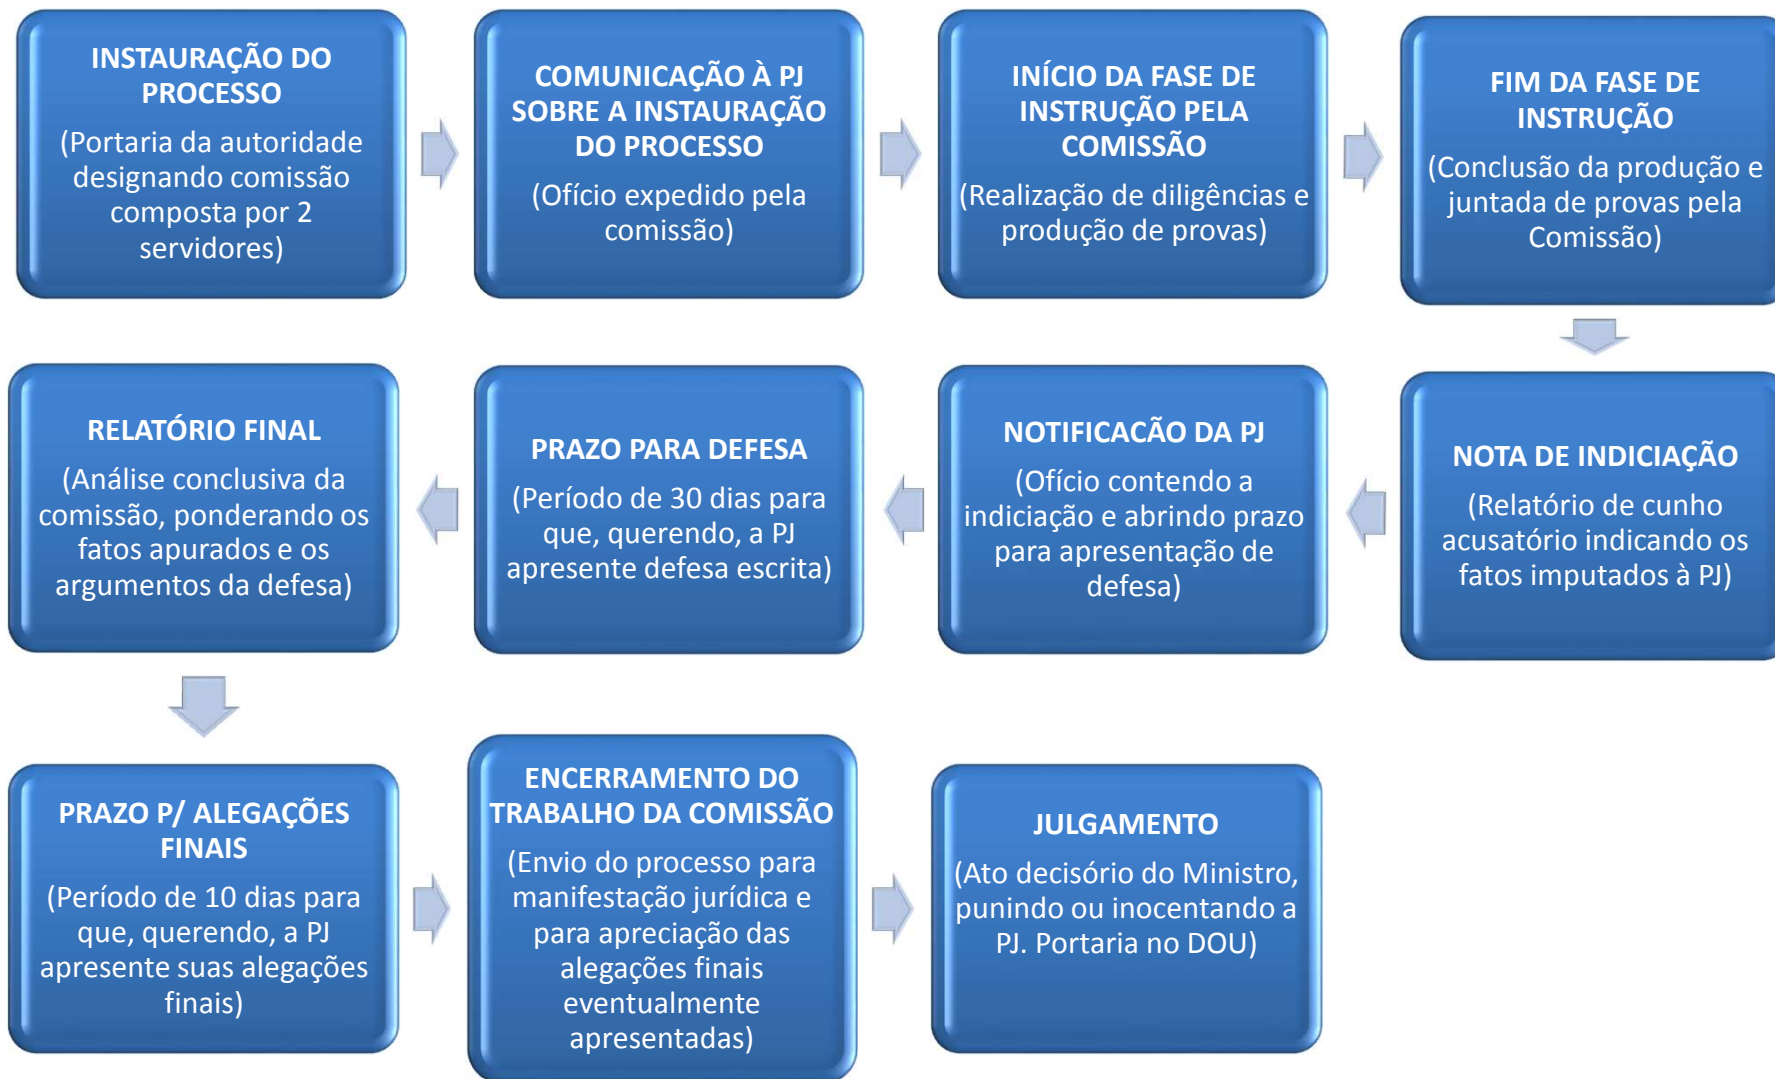 INSTAURAÇÃO DO
PROCESSO
(Portaria da autoridade
designando comissão
composta por 2
servidores)
COMUNICAÇÃO À PJ
SOBRE A INSTAURAÇÃO
DO PROCESSO
(Ofício expedido pela
comissão)
INÍCIO DA FASE DE
INSTRUÇÃO PELA
COMISSÃO
(Realização de diligências e
produção de provas)
FIM DA FASE DE
INSTRUÇÃO
(Conclusão da produção e
juntada de provas pela
Comissão)
NOTA DE INDICIAÇÃO
(Relatório de cunho
acusatório indicando os
fatos imputados à PJ)
NOTIFICACÃO DA PJ
(Ofício contendo a
indiciação e abrindo prazo
para apresentação de
defesa)
PRAZO PARA DEFESA
(Período de 30 dias para
que, querendo, a PJ
apresente defesa escrita)
RELATÓRIO FINAL
(Análise conclusiva da
comissão, ponderando os
fatos apurados e os
argumentos da defesa)
PRAZO P/ ALEGAÇÕES
FINAIS
(Período de 10 dias para
que, querendo, a PJ
apresente suas alegações
finais)
ENCERRAMENTO DO
TRABALHO DA COMISSÃO
(Envio do processo para
manifestação jurídica e
para apreciação das
alegações finais
eventualmente
apresentadas)
JULGAMENTO
(Ato decisório do Ministro,
punindo ou inocentando a
PJ. Portaria no DOU)